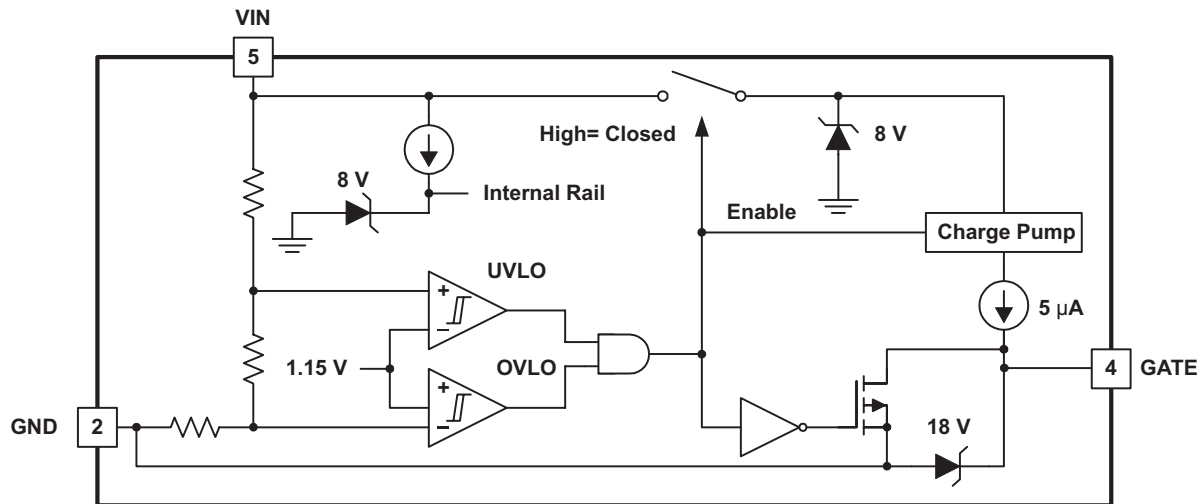 VIN
5
High= Closed
8 V
8 V
Internal Rail
Enable
Charge Pump
UVLO
+
−
5 µA
1.15 V
OVLO
4
GATE
+
−
GND
2
18 V